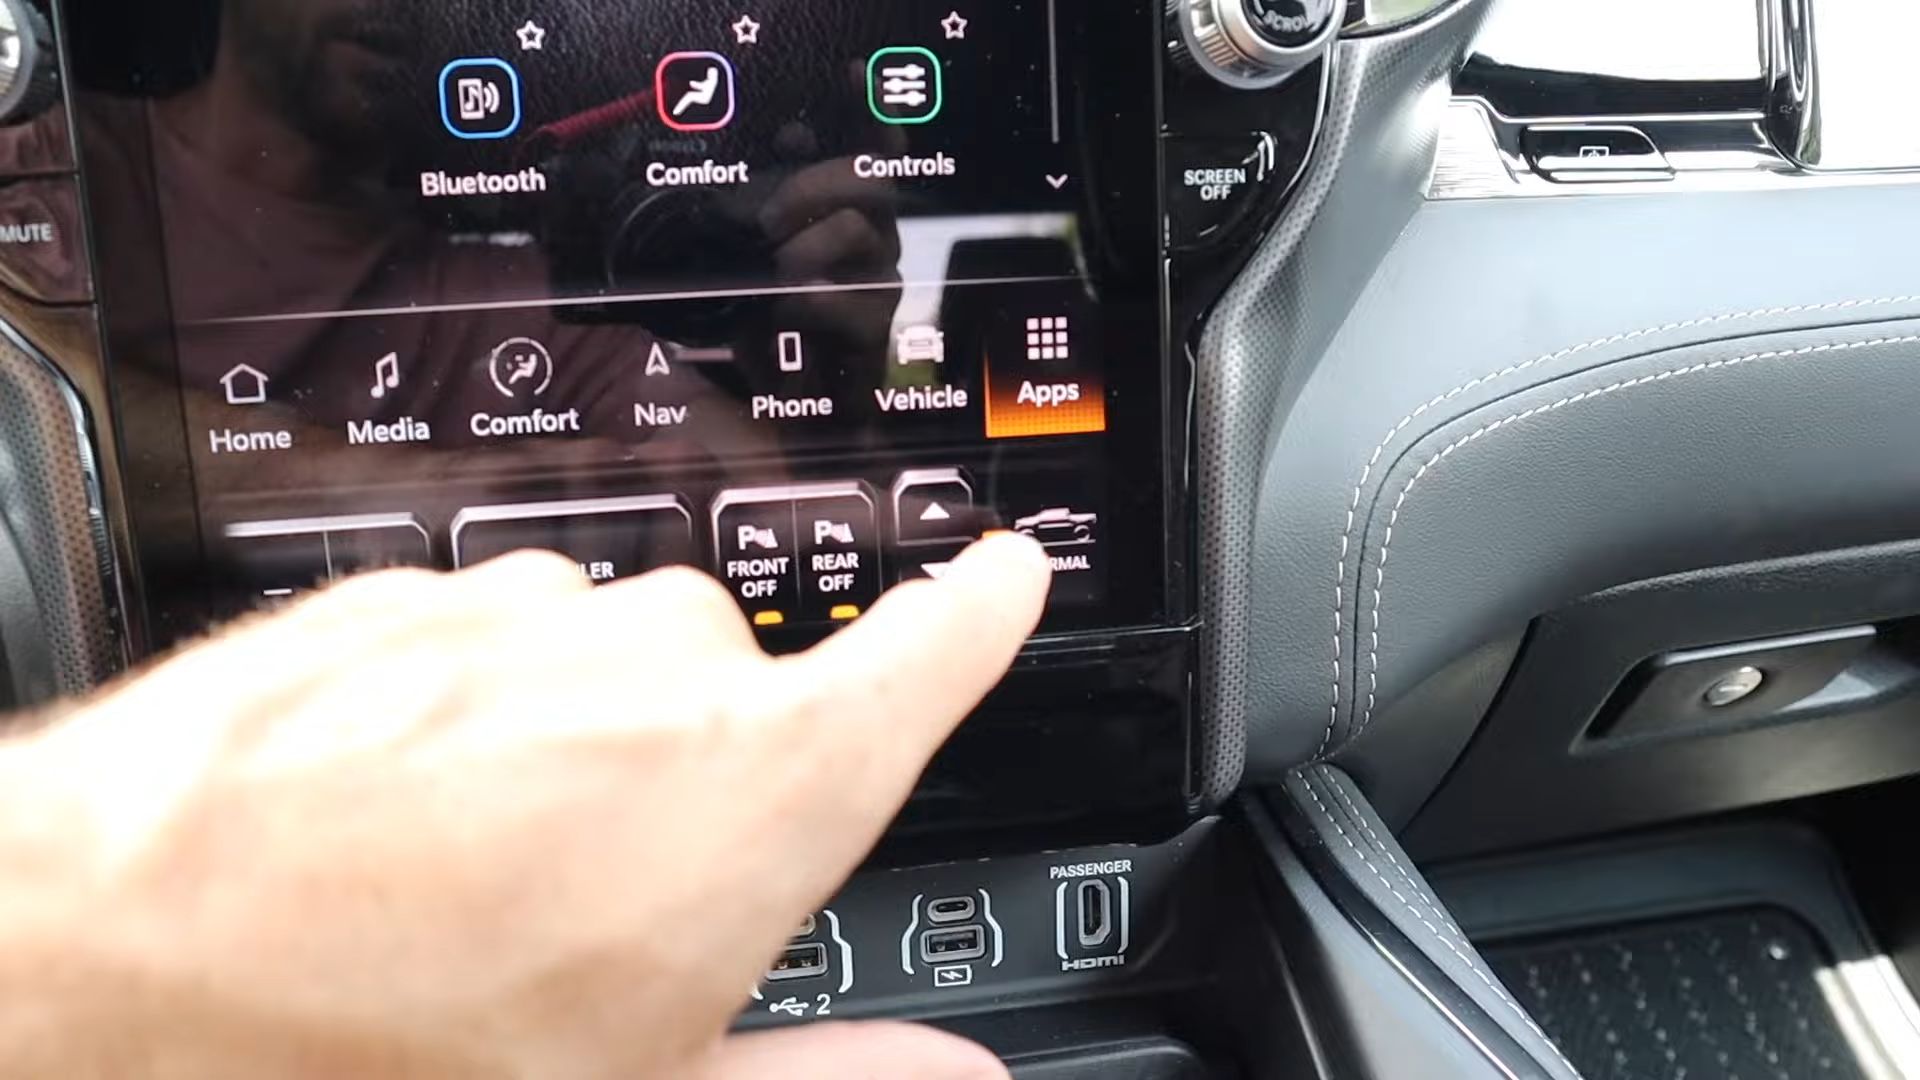 SCROLL
Bluetooth
Comfort
Controls
SCREEN
OFF
MUTE
Home
Media
Comfort
Nav
Phone
Vehicle
Apps
P
FRONT
OFF
P
REAR
OFF
PASSENGER
HDMI
2